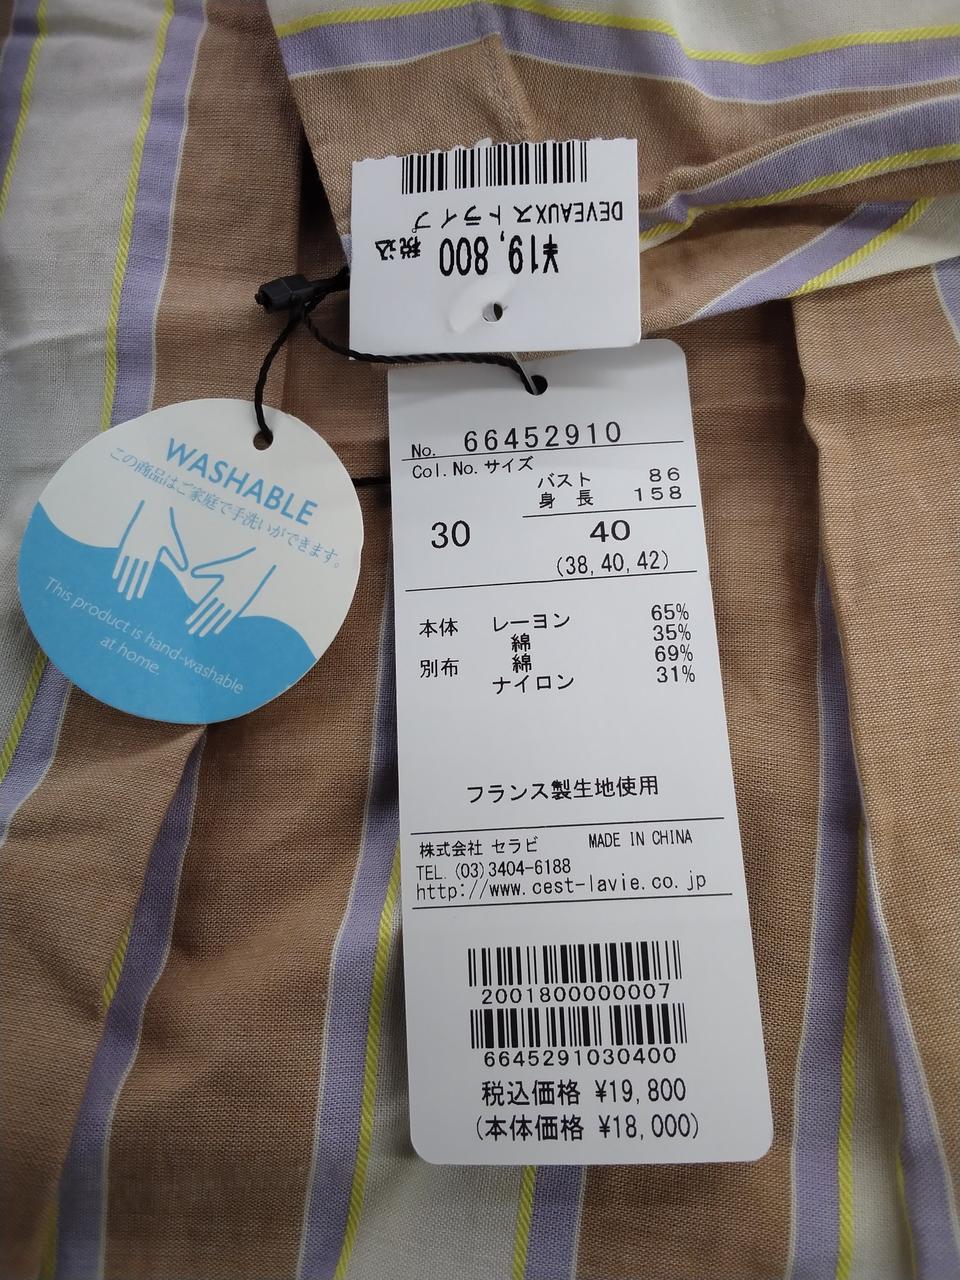 DEVEAUXストライプ
¥19,800 税込
WASHABLE
この商品はご家庭で手洗いができます。
This product is hand-washable
at home.
No. 66452910
Col.No. サイズ
バスト 86
身長 158
30 40
(38,40,42)
本体 レーヨン 65%
綿 35%
別布 綿 69%
ナイロン 31%
フランス製生地使用
株式会社 セラビ MADE IN CHINA
TEL.(03)3404-6188
http://www.cest-lavie.co.jp
2001800000007
6645291030400
税込価格 ¥19,800
(本体価格 ¥18,000)